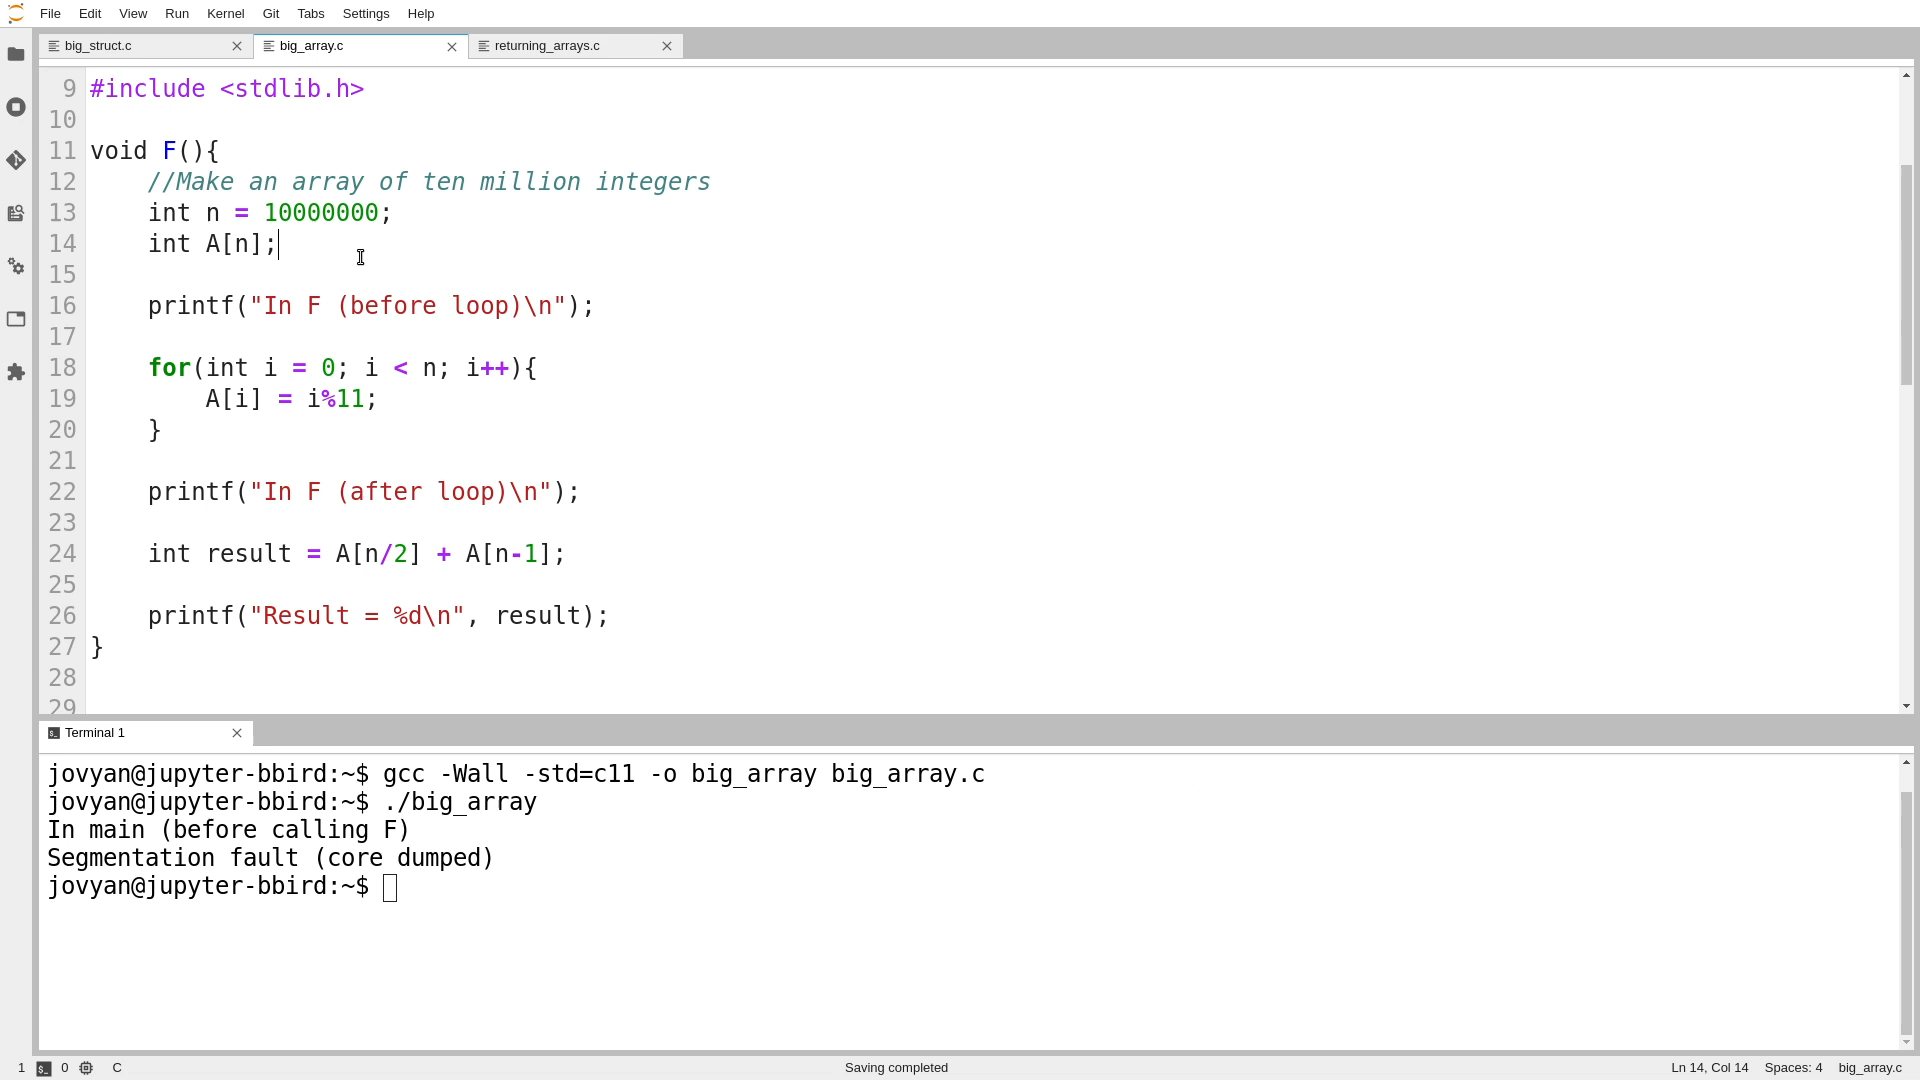 File Edit View Run Kernel Git Tabs Settings Help
big_struct.c big_array.c returning_arrays.c
9 #include <stdlib.h>
10
11 void F(){
12     //Make an array of ten million integers
13     int n = 10000000;
14     int A[n];
15
16     printf("In F (before loop)\n");
17
18     for(int i = 0; i < n; i++){
19         A[i] = i%11;
20     }
21
22     printf("In F (after loop)\n");
23
24     int result = A[n/2] + A[n-1];
25
26     printf("Result = %d\n", result);
27 }
28
29
Terminal 1
jovyan@jupyter-bbird:~$ gcc -Wall -std=c11 -o big_array big_array.c
jovyan@jupyter-bbird:~$ ./big_array
In main (before calling F)
Segmentation fault (core dumped)
jovyan@jupyter-bbird:~$
1 0 C Saving completed Ln 14, Col 14 Spaces: 4 big_array.c